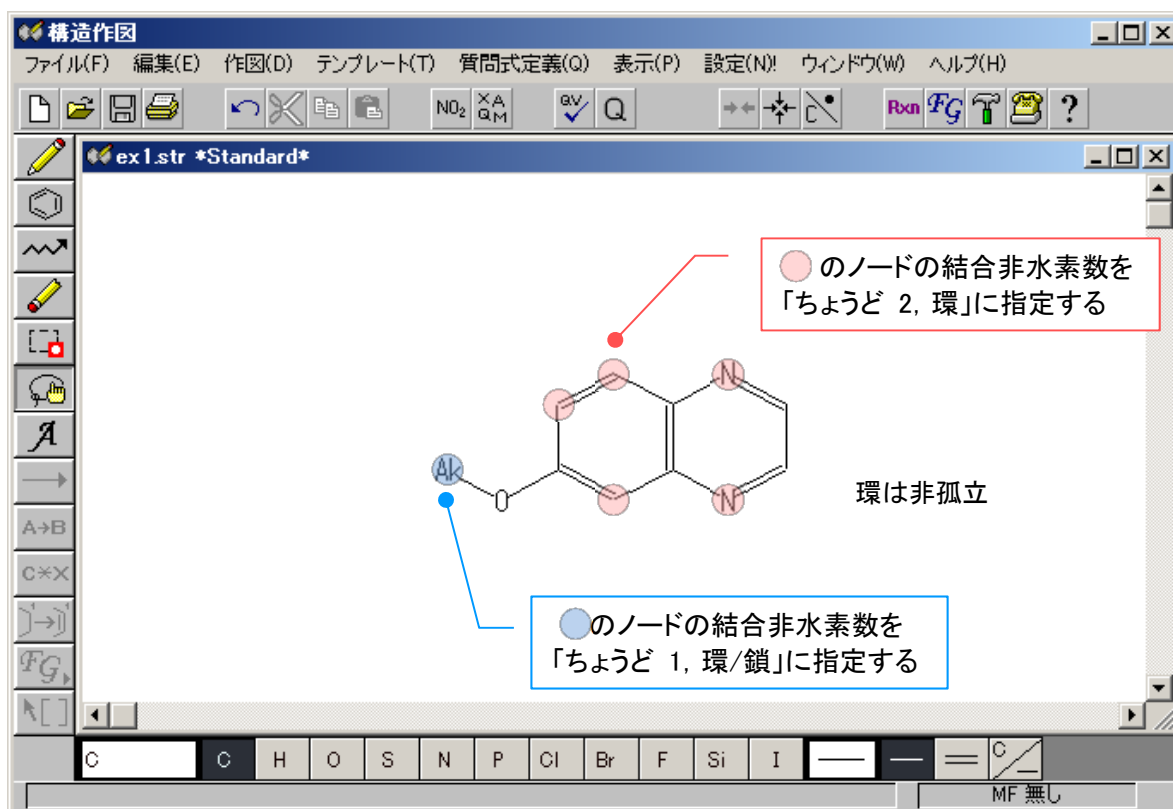 構造作図
ファイル(F) 編集(E) 作図(D) テンプレート(T) 質問式定義(Q) 表示(P) 設定(N)! ウィンドウ(W) ヘルプ(H)
NO₂ XA QM QV Q C Rxn FG ?
ex1.str *Standard*
のノードの結合非水素数を
「ちょうど 2, 環」に指定する
N
Ak
O
N
環は非孤立
のノードの結合非水素数を
「ちょうど 1, 環/鎖」に指定する
A
A→B
C✳X
FG
C C H O S N P Cl Br F Si I C
MF 無し